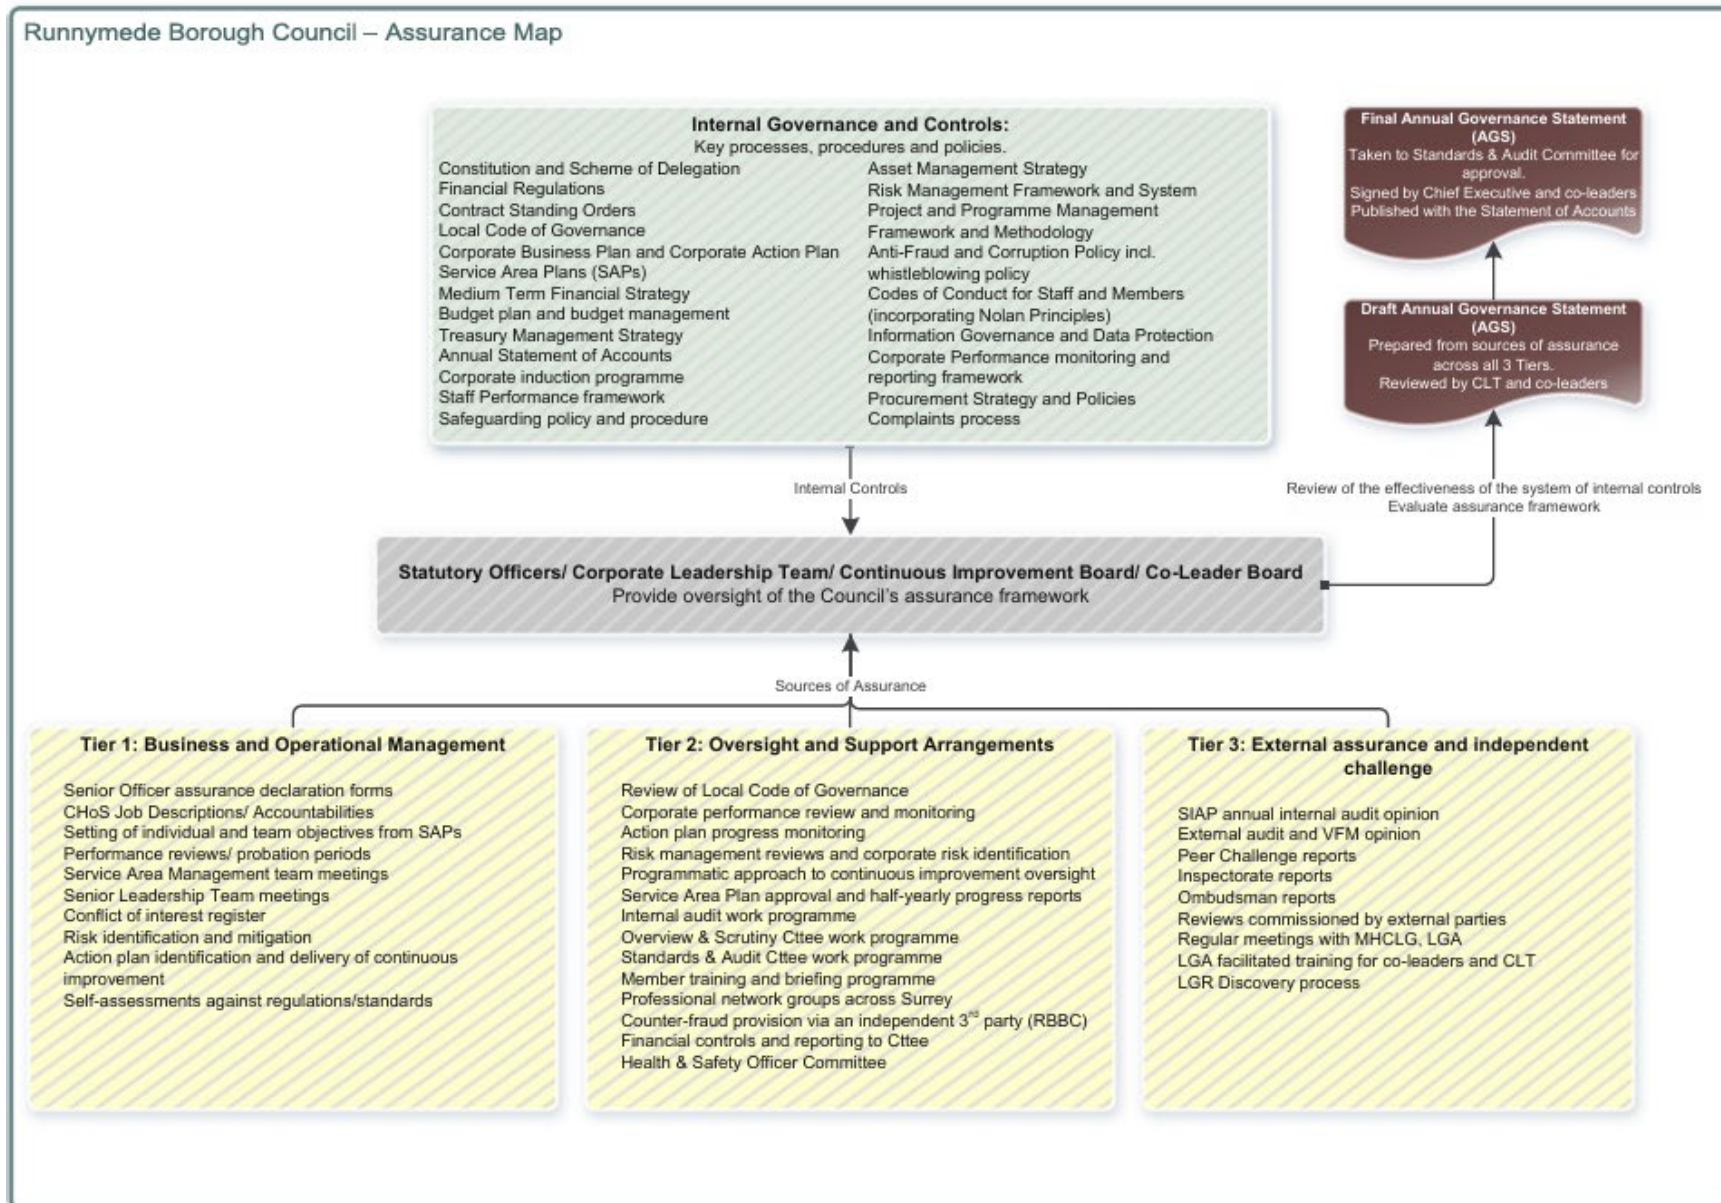 Runnymede Borough Council – Assurance Map
Internal Governance and Controls:
Key processes, procedures and policies.
Constitution and Scheme of Delegation
Financial Regulations
Contract Standing Orders
Local Code of Governance
Corporate Business Plan and Corporate Action Plan
Service Area Plans (SAPs)
Medium Term Financial Strategy
Budget plan and budget management
Treasury Management Strategy
Annual Statement of Accounts
Corporate induction programme
Staff Performance framework
Safeguarding policy and procedure
Asset Management Strategy
Risk Management Framework and System
Project and Programme Management
Framework and Methodology
Anti-Fraud and Corruption Policy incl.
whistleblowing policy
Codes of Conduct for Staff and Members
(incorporating Nolan Principles)
Information Governance and Data Protection
Corporate Performance monitoring and
reporting framework
Procurement Strategy and Policies
Complaints process
Final Annual Governance Statement
(AGS)
Taken to Standards & Audit Committee for
approval.
Signed by Chief Executive and co-leaders
Published with the Statement of Accounts
Draft Annual Governance Statement
(AGS)
Prepared from sources of assurance
across all 3 Tiers.
Reviewed by CLT and co-leaders
Internal Controls
Review of the effectiveness of the system of internal controls
Evaluate assurance framework
Statutory Officers/ Corporate Leadership Team/ Continuous Improvement Board/ Co-Leader Board
Provide oversight of the Council's assurance framework
Sources of Assurance
Tier 1: Business and Operational Management
Senior Officer assurance declaration forms
CHoS Job Descriptions/ Accountabilities
Setting of individual and team objectives from SAPs
Performance reviews/ probation periods
Service Area Management team meetings
Senior Leadership Team meetings
Conflict of interest register
Risk identification and mitigation
Action plan identification and delivery of continuous
improvement
Self-assessments against regulations/standards
Tier 2: Oversight and Support Arrangements
Review of Local Code of Governance
Corporate performance review and monitoring
Action plan progress monitoring
Risk management reviews and corporate risk identification
Programmatic approach to continuous improvement oversight
Service Area Plan approval and half-yearly progress reports
Internal audit work programme
Overview & Scrutiny Cttee work programme
Standards & Audit Cttee work programme
Member training and briefing programme
Professional network groups across Surrey
Counter-fraud provision via an independent 3rd party (RBBC)
Financial controls and reporting to Cttee
Health & Safety Officer Committee
Tier 3: External assurance and independent
challenge
SIAP annual internal audit opinion
External audit and VFM opinion
Peer Challenge reports
Inspectorate reports
Ombudsman reports
Reviews commissioned by external parties
Regular meetings with MHCLG, LGA
LGA facilitated training for co-leaders and CLT
LGR Discovery process